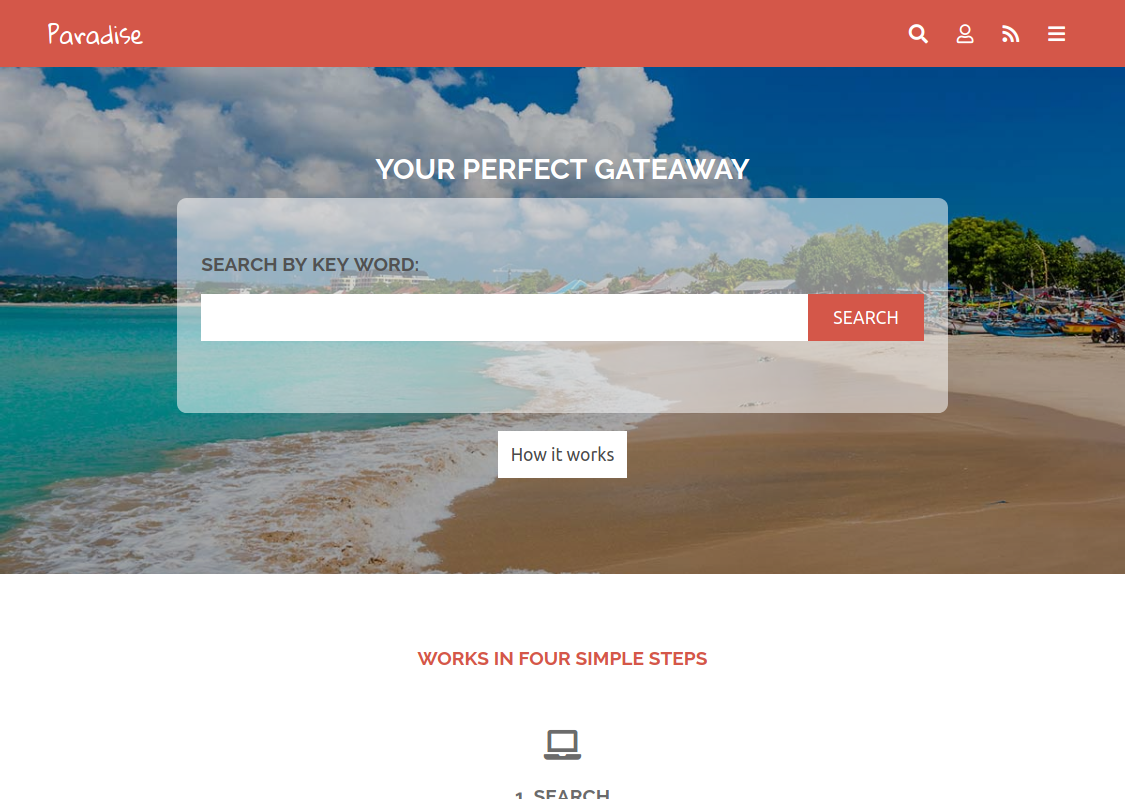 Paradise
YOUR PERFECT GATEAWAY
SEARCH BY KEY WORD:
SEARCH
How it works
WORKS IN FOUR SIMPLE STEPS
1. SEARCH